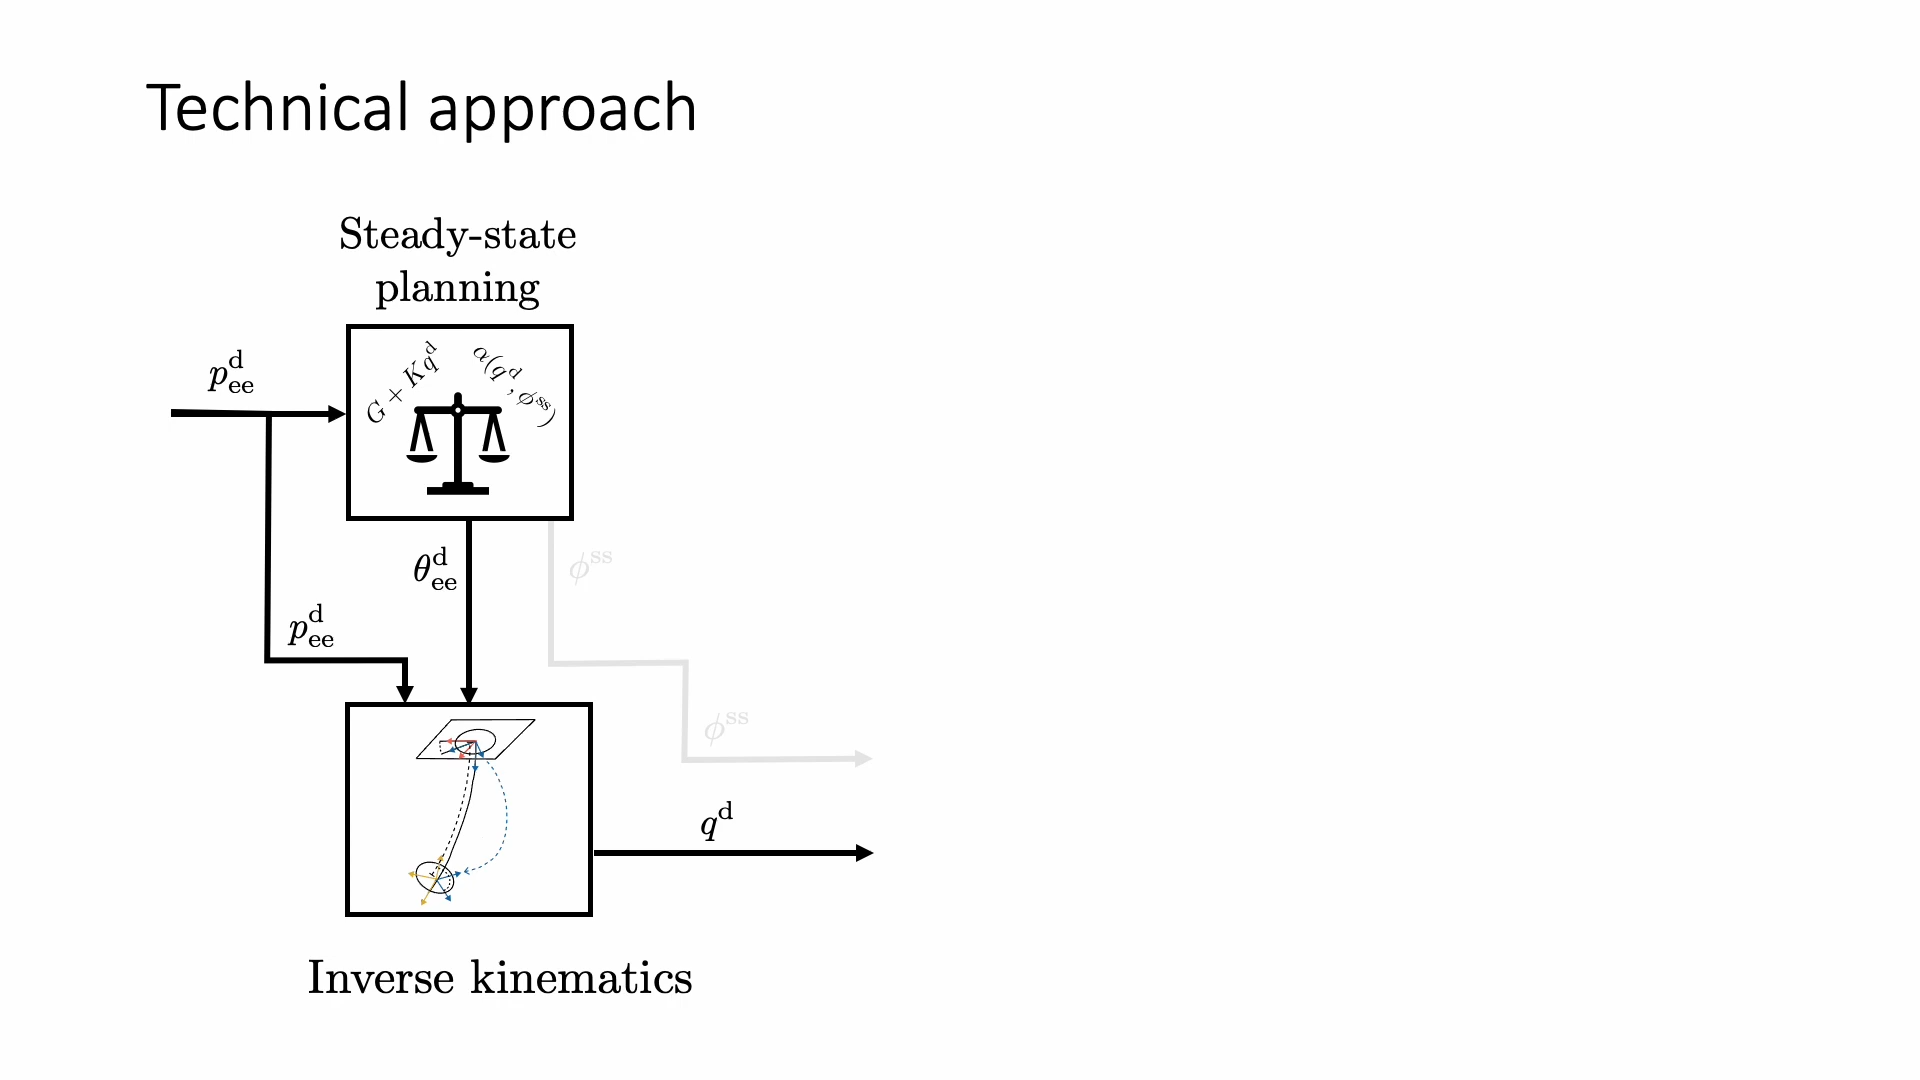 Technical approach
Steady-state
planning
p_ee^d
G + Kq^d
α(q^d, ϕ^ss)
θ_ee^d
ϕ^ss
p_ee^d
ϕ^ss
q^d
Inverse kinematics